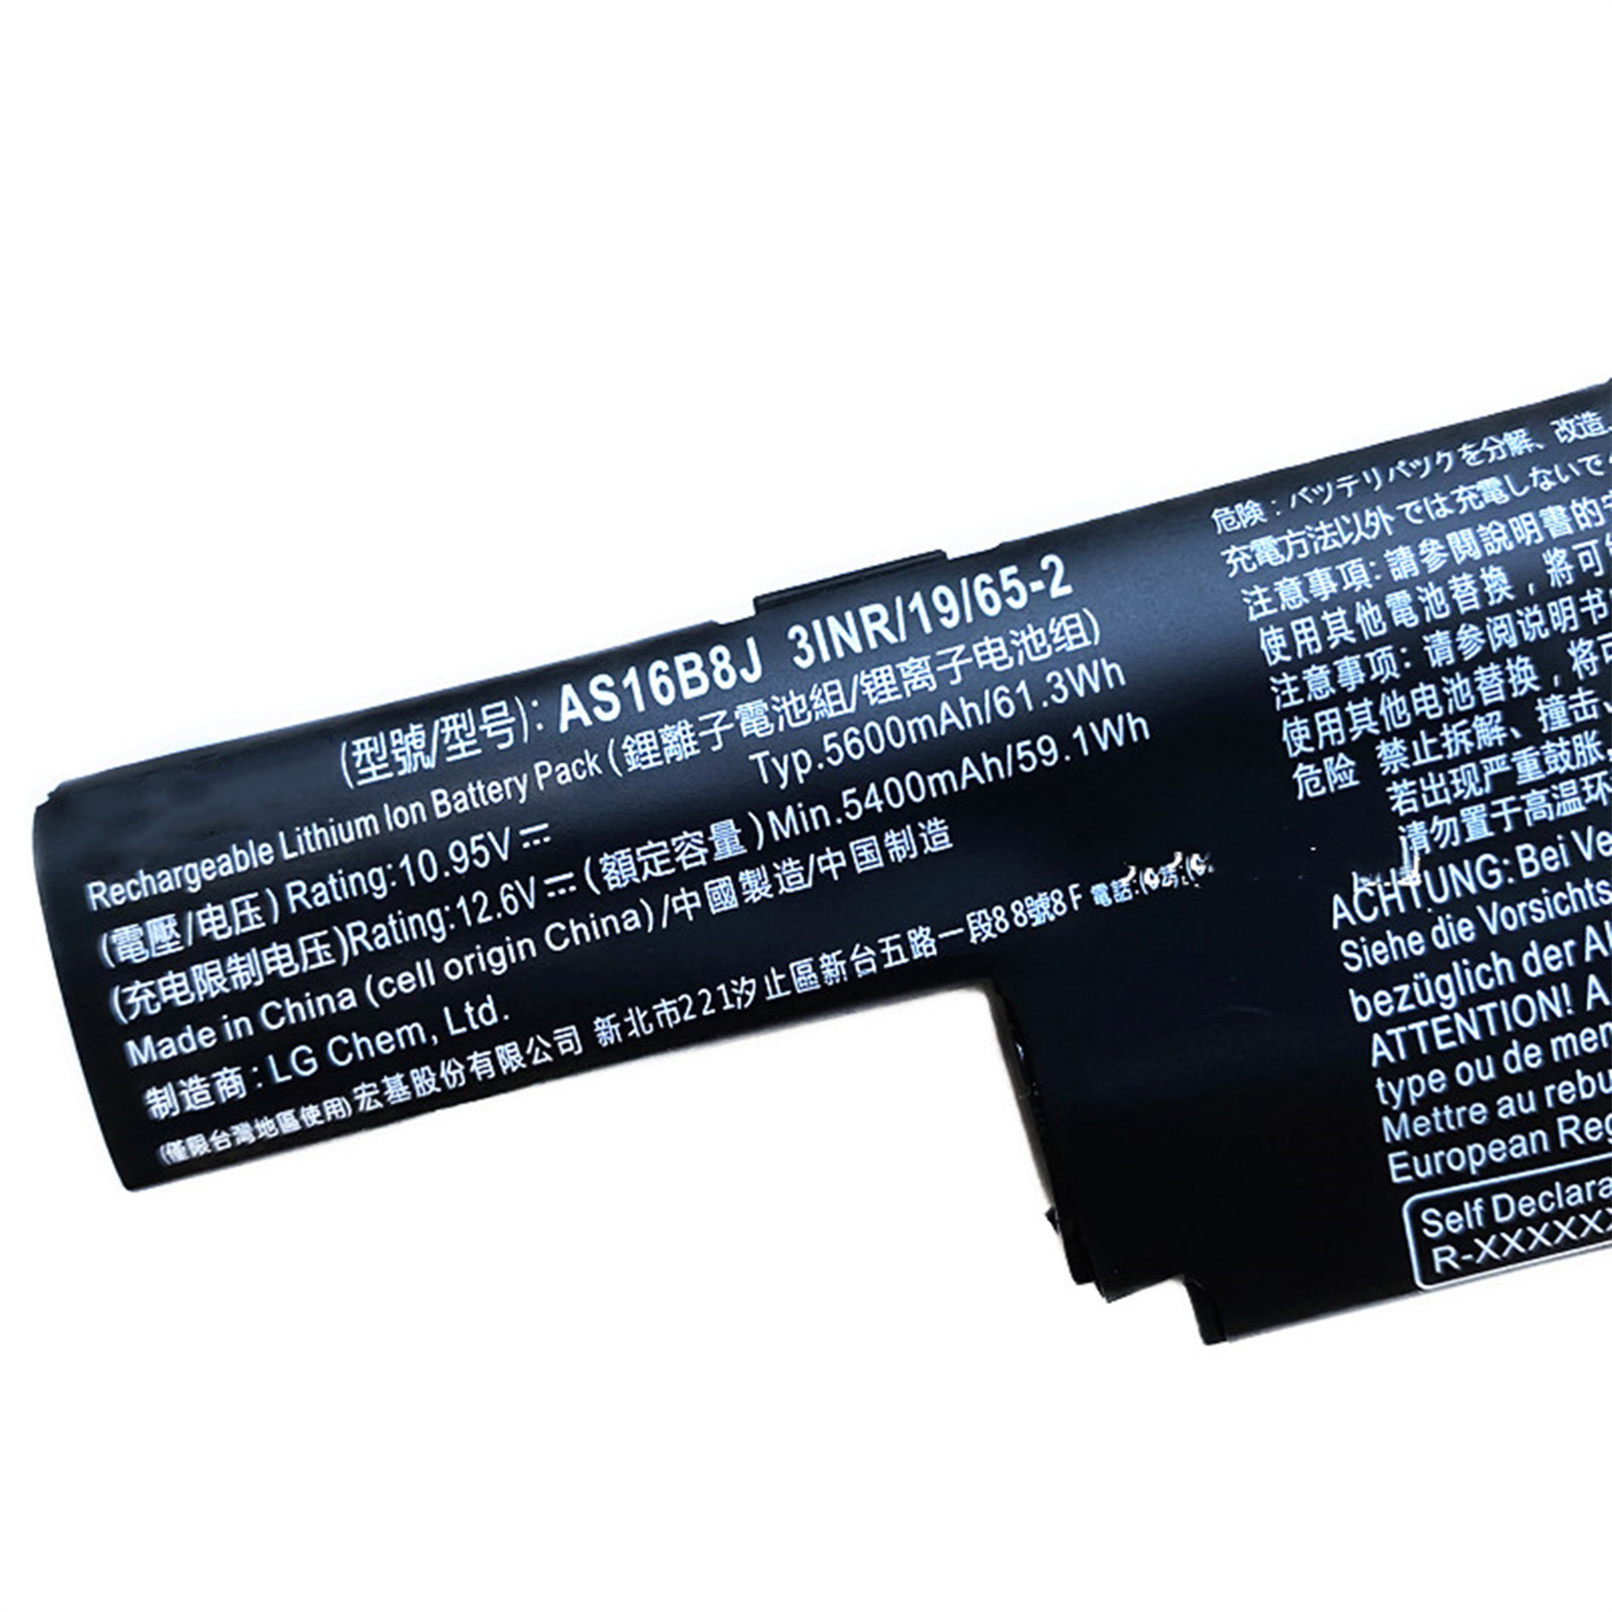 (型號/型号): AS16B8J 3INR/19/65-2
Rechargeable Lithium Ion Battery Pack (鋰離子電池組/锂离子电池组)
(電壓/电压) Rating:10.95V⎓ Typ.5600mAh/61.3Wh
(充电限制电压)Rating:12.6V⎓(額定容量)Min.5400mAh/59.1Wh
Made in China (cell origin China)/中國製造/中国制造
制造商:LG Chem, Ltd.
(僅限台灣地區使用)宏基股份有限公司 新北市221汐止區新台五路一段88號8F 電話:
危険:バッテリパックを分解、改造
充電方法以外では充電しないで
注意事項:請參閱說明書的
使用其他電池替換,將可
注意事项:请参阅说明书
使用其他电池替换,将
危险 禁止拆解、撞击、
若出现严重鼓胀
请勿置于高温环
ACHTUNG: Bei Ve
Siehe die Vorsichts
bezüglich der Al
ATTENTION! A
type ou de mem
Mettre au rebu
European Reg
Self Declara
R-XXXXXX